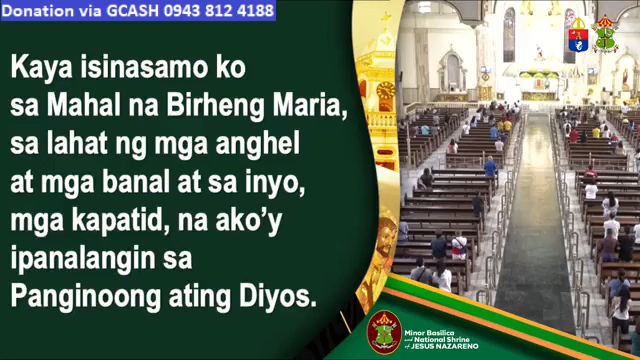 Donation via GCASH 0943 812 4188
Kaya isinasamo ko
sa Mahal na Birheng Maria,
sa lahat ng mga anghel
at mga banal at sa inyo,
mga kapatid, na ako’y
ipanalangin sa
Panginoong ating Diyos.
Minor Basilica
and National Shrine
of JESUS NAZARENO